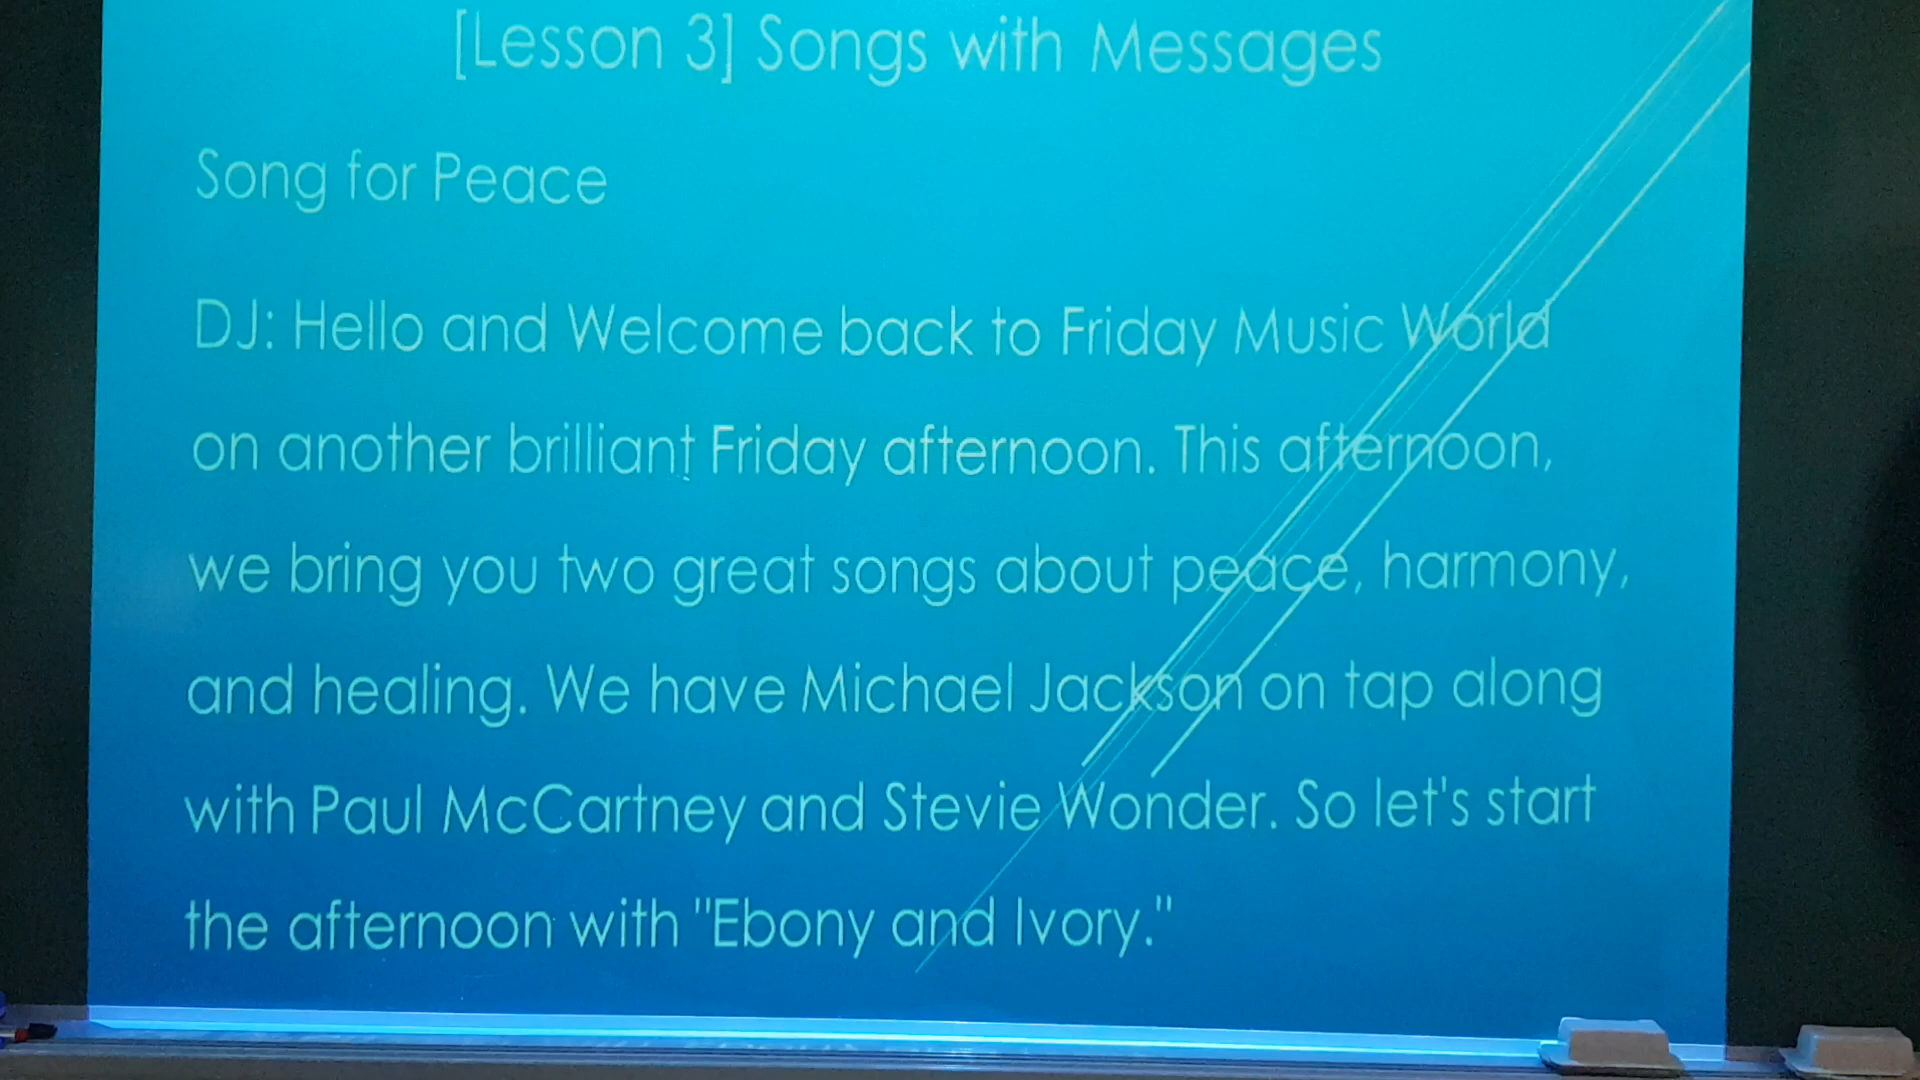 [Lesson 3] Songs with Messages
Song for Peace
DJ: Hello and Welcome back to Friday Music World
on another brilliant Friday afternoon. This afternoon,
we bring you two great songs about peace, harmony,
and healing. We have Michael Jackson on tap along
with Paul McCartney and Stevie Wonder. So let's start
the afternoon with "Ebony and Ivory."